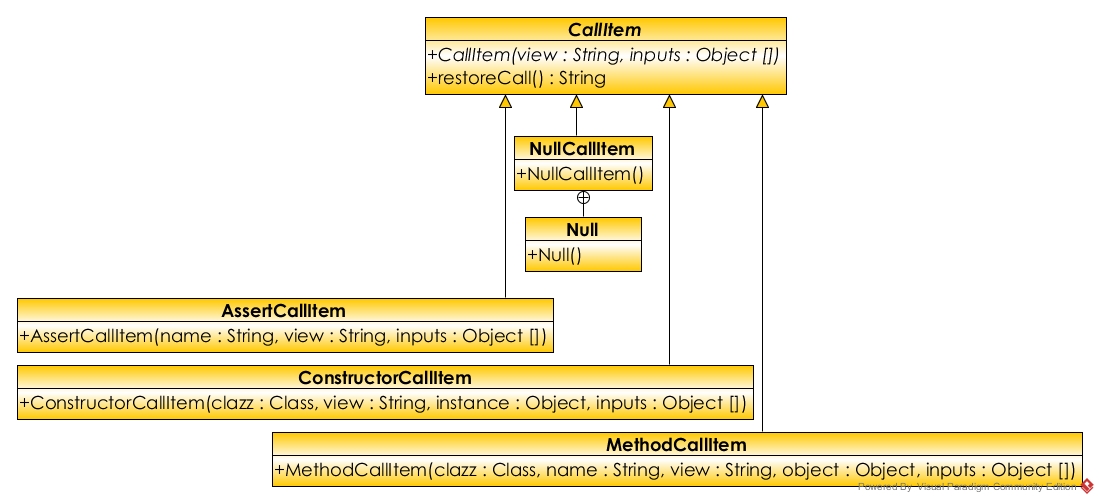 CallItem
+CallItem(view : String, inputs : Object [])
+restoreCall() : String
NullCallItem
+NullCallItem()
Null
+Null()
AssertCallItem
+AssertCallItem(name : String, view : String, inputs : Object [])
ConstructorCallItem
+ConstructorCallItem(clazz : Class, view : String, instance : Object, inputs : Object [])
MethodCallItem
+MethodCallItem(clazz : Class, name : String, view : String, object : Object, inputs : Object [])
Powered By Visual Paradigm Community Edition